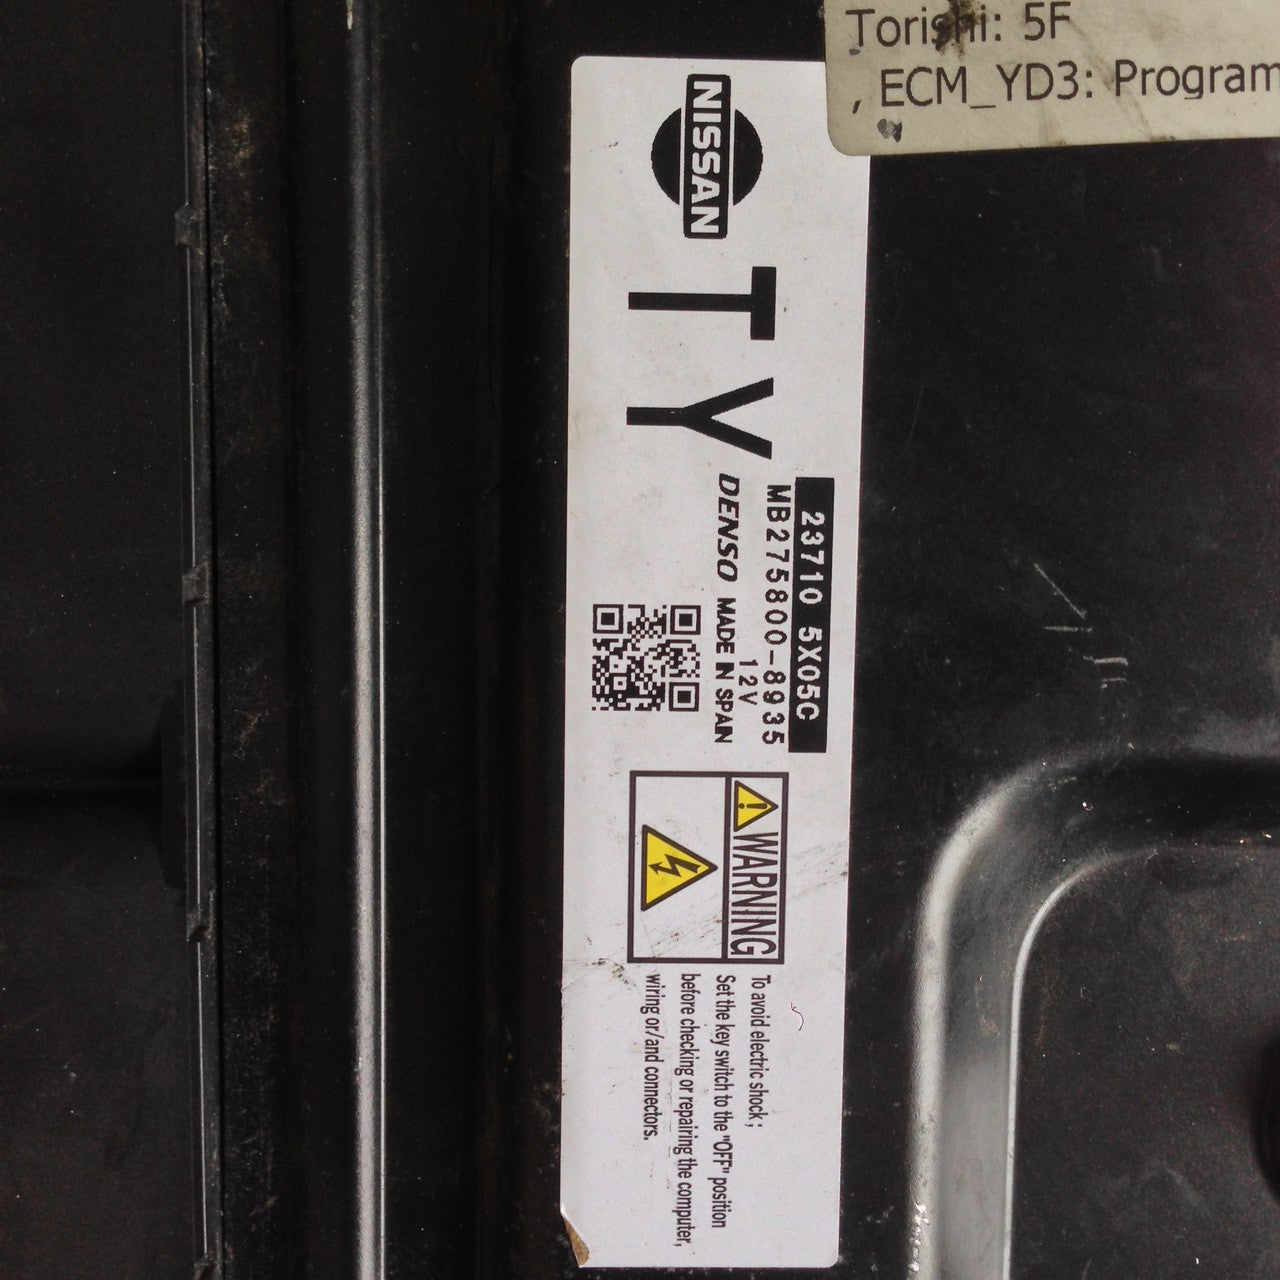 Torishi: 5F
, ECM_YD3: Program
NISSAN
TY
23710 5X05C
MB275800-8935
12V
DENSO MADE IN SPAIN
WARNING
To avoid electric shock;
Set the key switch to the "OFF" position
before checking or repairing the computer,
wiring or/and connectors.